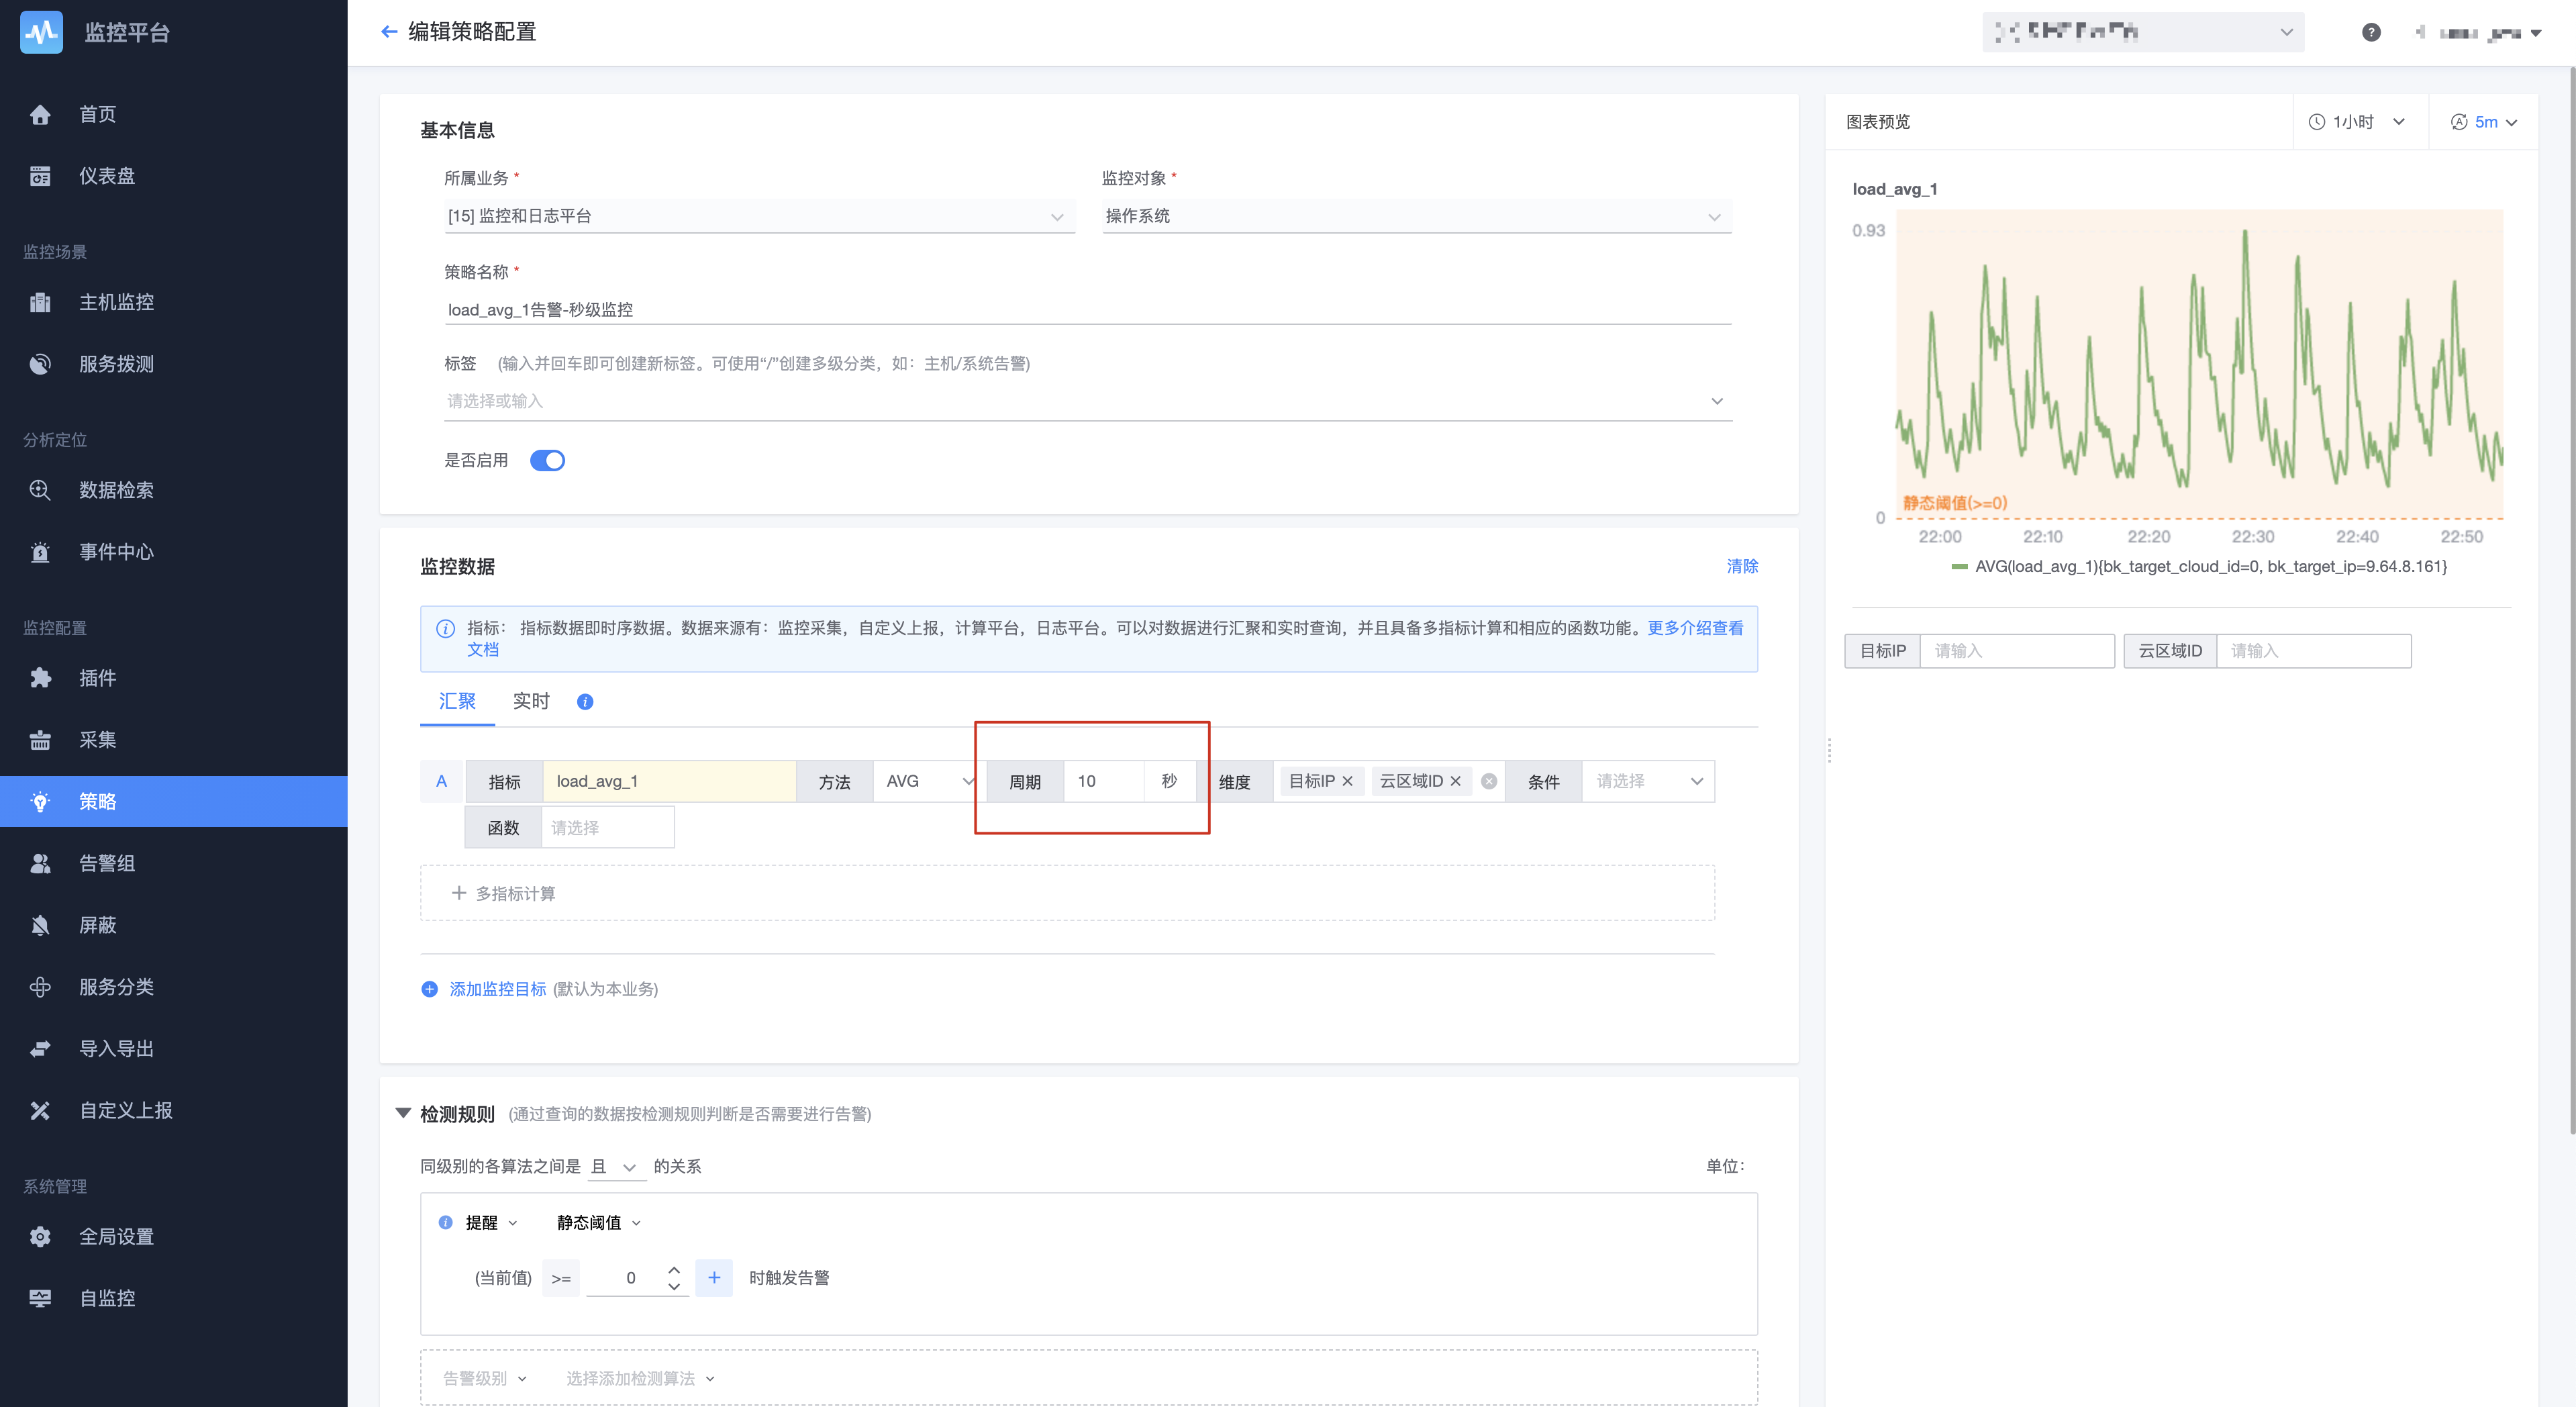 监控平台
首页
仪表盘
监控场景
主机监控
服务拨测
分析定位
数据检索
事件中心
监控配置
插件
采集
策略
告警组
屏蔽
服务分类
导入导出
自定义上报
系统管理
全局设置
自监控
编辑策略配置
基本信息
所属业务 * 监控对象 *
[15] 监控和日志平台 操作系统
策略名称 *
load_avg_1告警-秒级监控
标签 (输入并回车即可创建新标签。可使用“/”创建多级分类，如：主机/系统告警)
请选择或输入
是否启用
监控数据 清除
指标： 指标数据即时序数据。数据来源有：监控采集，自定义上报，计算平台，日志平台。可以对数据进行汇聚和实时查询，并且具备多指标计算和相应的函数功能。更多介绍查看
文档
汇聚 实时
A 指标 load_avg_1 方法 AVG 周期 10 秒 维度 目标IP 云区域ID 条件 请选择
函数 请选择
多指标计算
添加监控目标 (默认为本业务)
检测规则 (通过查询的数据按检测规则判断是否需要进行告警)
同级别的各算法之间是 且 的关系 单位：
提醒 静态阈值
(当前值) >= 0 + 时触发告警
告警级别 选择添加检测算法
图表预览 1小时 5m
load_avg_1
0.93
静态阈值(>=0)
0
22:00 22:10 22:20 22:30 22:40 22:50
AVG(load_avg_1){bk_target_cloud_id=0, bk_target_ip=9.64.8.161}
目标IP 请输入 云区域ID 请输入